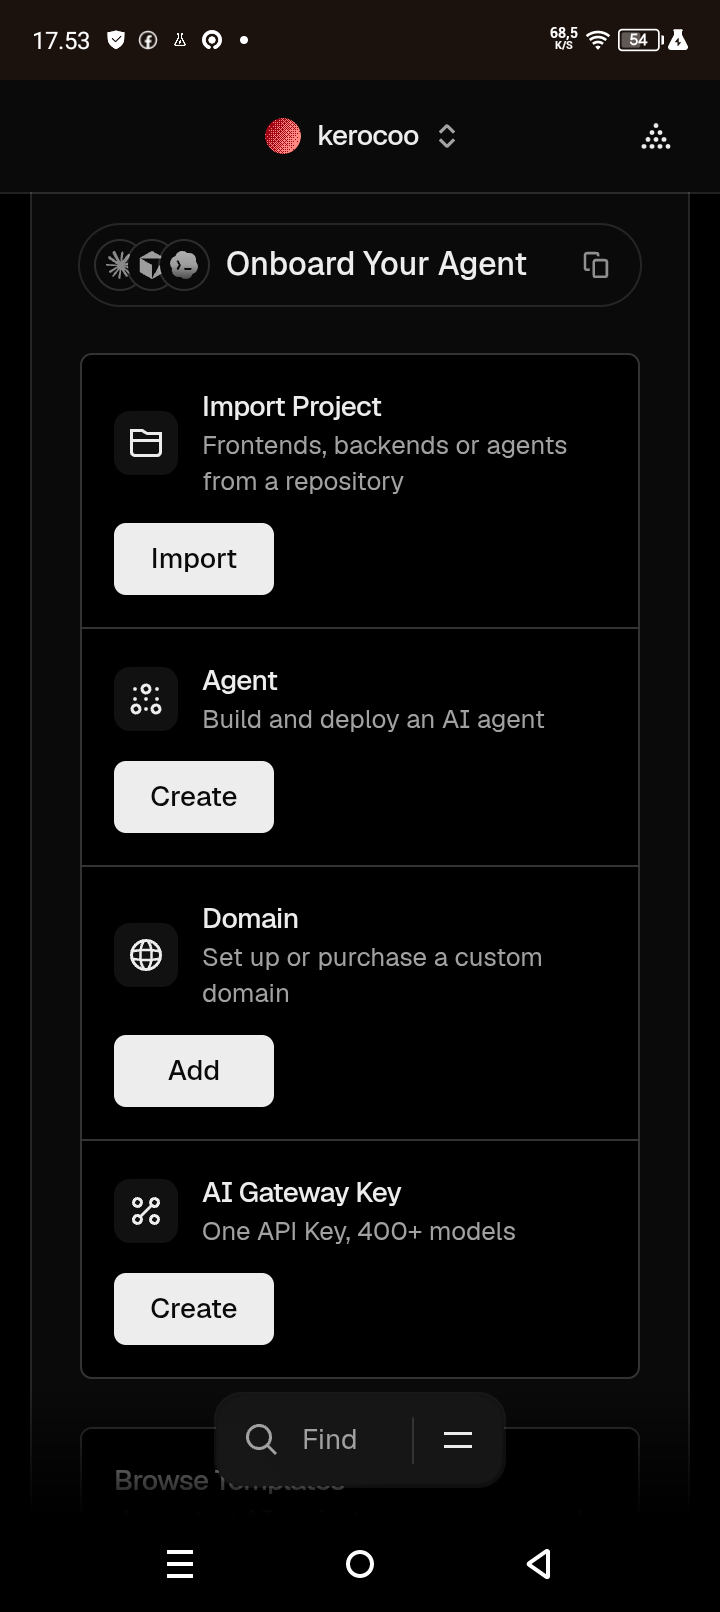 17.53
68,5
K/S
54
kerocoo
Onboard Your Agent
Import Project
Frontends, backends or agents
from a repository
Import
Agent
Build and deploy an AI agent
Create
Domain
Set up or purchase a custom
domain
Add
AI Gateway Key
One API Key, 400+ models
Create
Find
Browse Templates